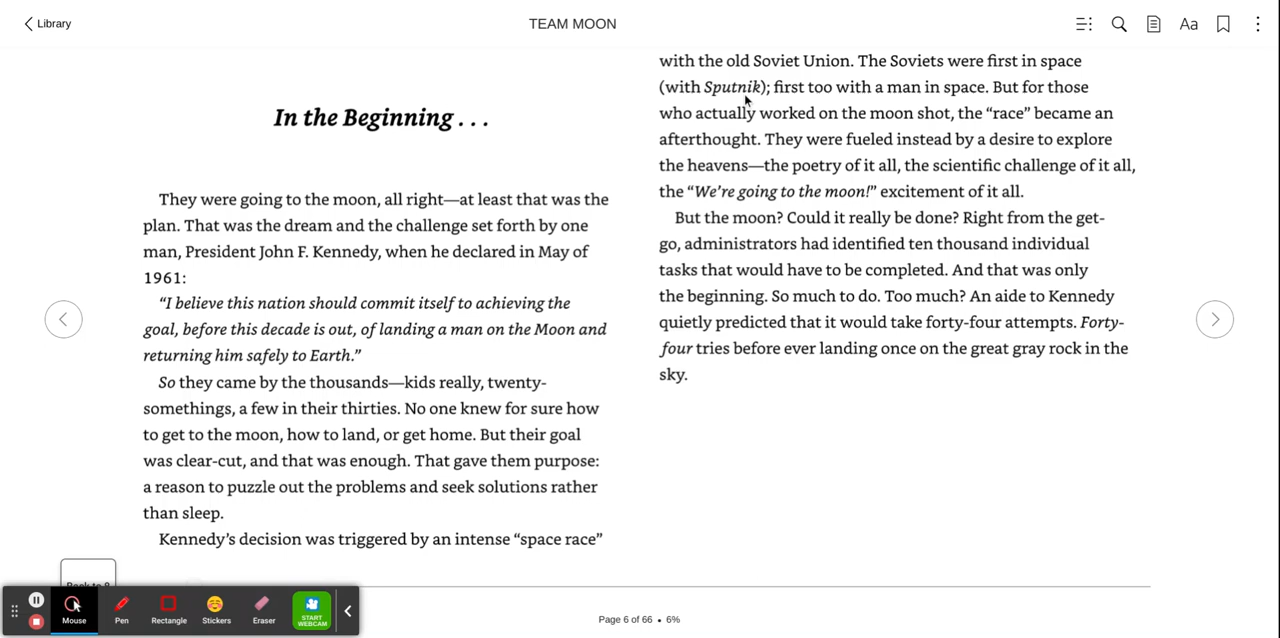 Library
TEAM MOON
Aa
In the Beginning . . .
They were going to the moon, all right—at least that was the
plan. That was the dream and the challenge set forth by one
man, President John F. Kennedy, when he declared in May of
1961:
“I believe this nation should commit itself to achieving the
goal, before this decade is out, of landing a man on the Moon and
returning him safely to Earth.”
So they came by the thousands—kids really, twenty-
somethings, a few in their thirties. No one knew for sure how
to get to the moon, how to land, or get home. But their goal
was clear-cut, and that was enough. That gave them purpose:
a reason to puzzle out the problems and seek solutions rather
than sleep.
Kennedy’s decision was triggered by an intense “space race”
with the old Soviet Union. The Soviets were first in space
(with Sputnik); first too with a man in space. But for those
who actually worked on the moon shot, the “race” became an
afterthought. They were fueled instead by a desire to explore
the heavens—the poetry of it all, the scientific challenge of it all,
the “We’re going to the moon!” excitement of it all.
But the moon? Could it really be done? Right from the get-
go, administrators had identified ten thousand individual
tasks that would have to be completed. And that was only
the beginning. So much to do. Too much? An aide to Kennedy
quietly predicted that it would take forty-four attempts. Forty-
four tries before ever landing once on the great gray rock in the
sky.
Mouse
Pen
Rectangle
Stickers
Eraser
START
WEBCAM
Page 6 of 66 • 6%